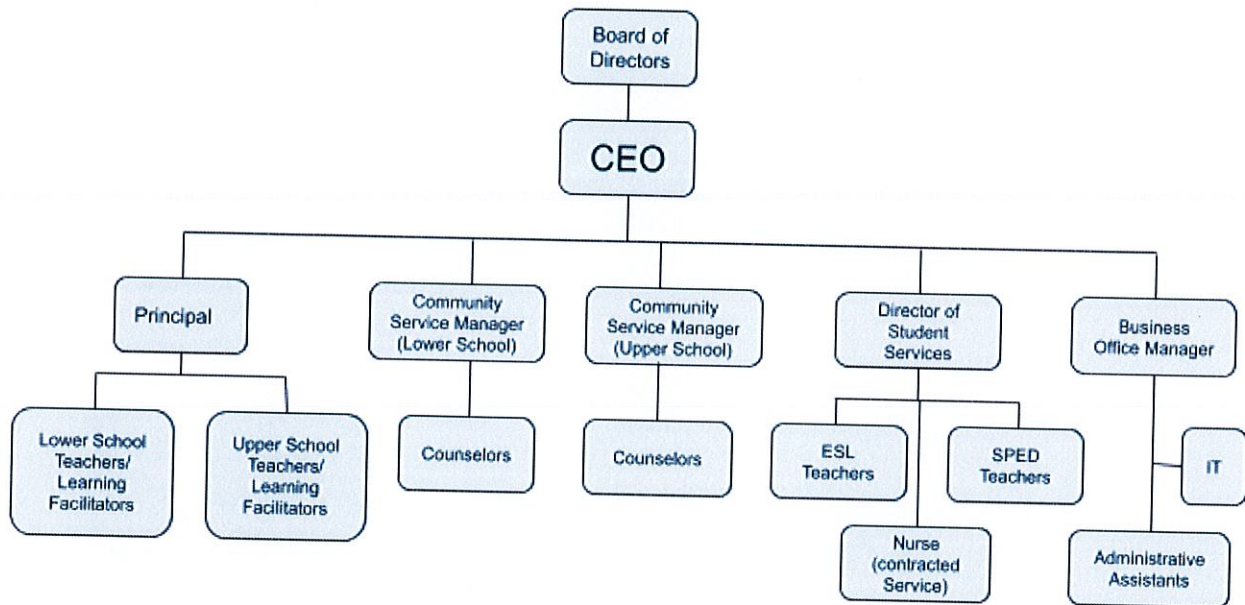 Board of
Directors
CEO
Principal
Community
Service Manager
(Lower School)
Community
Service Manager
(Upper School)
Director of
Student
Services
Business
Office Manager
Lower School
Teachers/
Learning
Facilitators
Upper School
Teachers/
Learning
Facilitators
Counselors
Counselors
ESL
Teachers
SPED
Teachers
IT
Nurse
(contracted
Service)
Administrative
Assistants